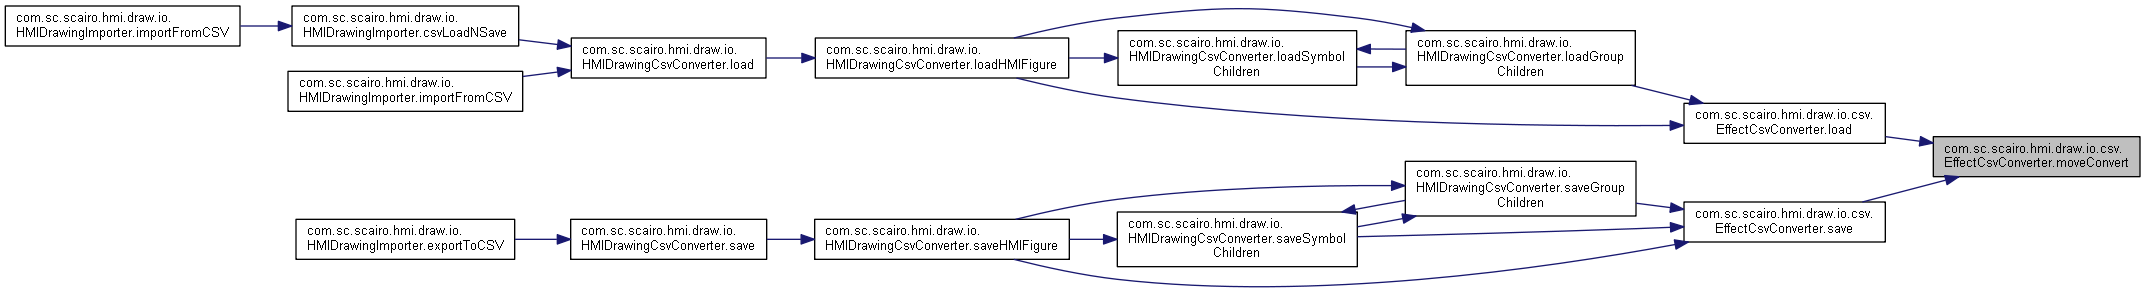 com.sc.scairo.hmi.draw.io.
HMIDrawingImporter.importFromCSV
com.sc.scairo.hmi.draw.io.
HMIDrawingImporter.csvLoadNSave
com.sc.scairo.hmi.draw.io.
HMIDrawingImporter.importFromCSV
com.sc.scairo.hmi.draw.io.
HMIDrawingCsvConverter.load
com.sc.scairo.hmi.draw.io.
HMIDrawingCsvConverter.loadHMIFigure
com.sc.scairo.hmi.draw.io.
HMIDrawingCsvConverter.loadSymbol
Children
com.sc.scairo.hmi.draw.io.
HMIDrawingCsvConverter.loadGroup
Children
com.sc.scairo.hmi.draw.io.csv.
EffectCsvConverter.load
com.sc.scairo.hmi.draw.io.csv.
EffectCsvConverter.moveConvert
com.sc.scairo.hmi.draw.io.
HMIDrawingImporter.exportToCSV
com.sc.scairo.hmi.draw.io.
HMIDrawingCsvConverter.save
com.sc.scairo.hmi.draw.io.
HMIDrawingCsvConverter.saveHMIFigure
com.sc.scairo.hmi.draw.io.
HMIDrawingCsvConverter.saveSymbol
Children
com.sc.scairo.hmi.draw.io.
HMIDrawingCsvConverter.saveGroup
Children
com.sc.scairo.hmi.draw.io.csv.
EffectCsvConverter.save